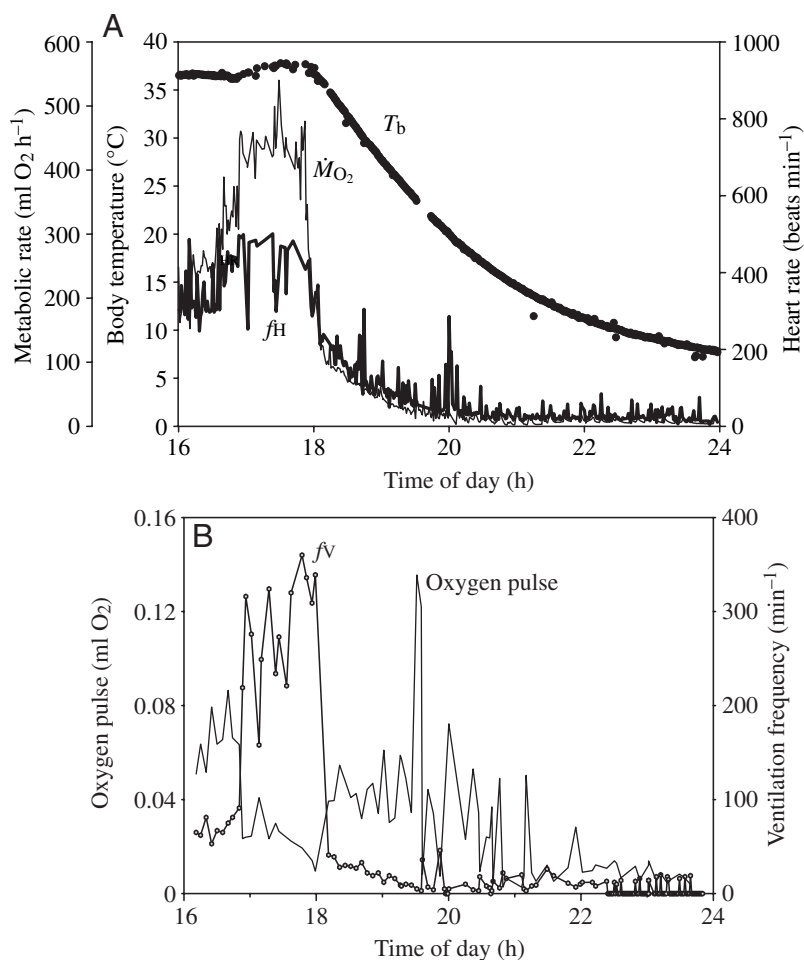 A
600
500
400
300
200
100
0
Metabolic rate (ml O2 h–1)
40
35
30
25
20
15
10
5
0
Body temperature (°C)
Tb
ṀO2
fH
1000
800
600
400
200
0
Heart rate (beats min–1)
16 18 20 22 24
Time of day (h)
B
0.16
0.12
0.08
0.04
0
Oxygen pulse (ml O2)
fV
Oxygen pulse
400
300
200
100
0
Ventilation frequency (min–1)
16 18 20 22 24
Time of day (h)